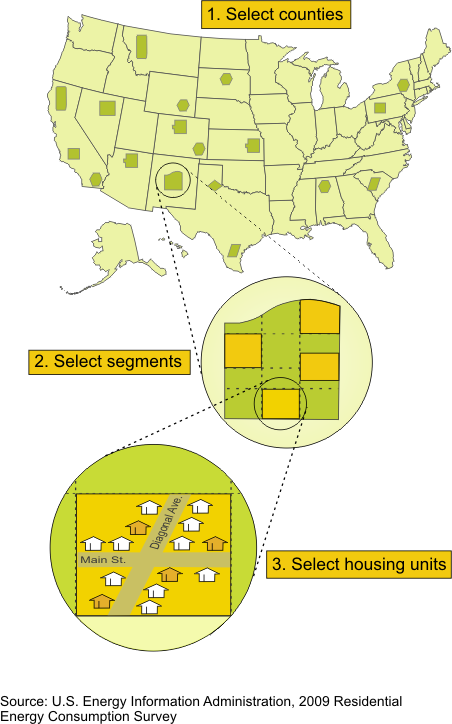 1. Select counties
2. Select segments
Diagonal Ave.
Main St.
3. Select housing units
Source: U.S. Energy Information Administration, 2009 Residential
Energy Consumption Survey